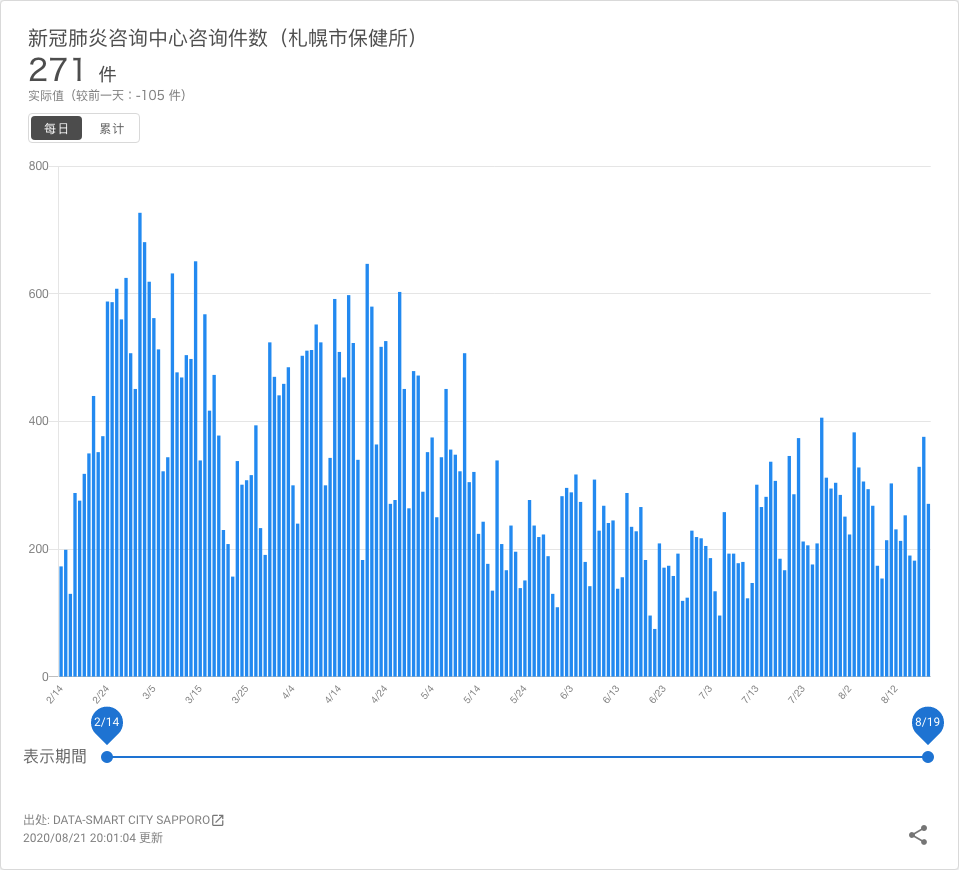 新冠肺炎咨询中心咨询件数（札幌市保健所）
271 件
实际值（较前一天：-105 件）
每日 累计
800
600
400
200
0
2/14 2/24 3/5 3/15 3/25 4/4 4/14 4/24 5/4 5/14 5/24 6/3 6/13 6/23 7/3 7/13 7/23 8/2 8/12
2/14 8/19
表示期間
出处: DATA-SMART CITY SAPPORO
2020/08/21 20:01:04 更新